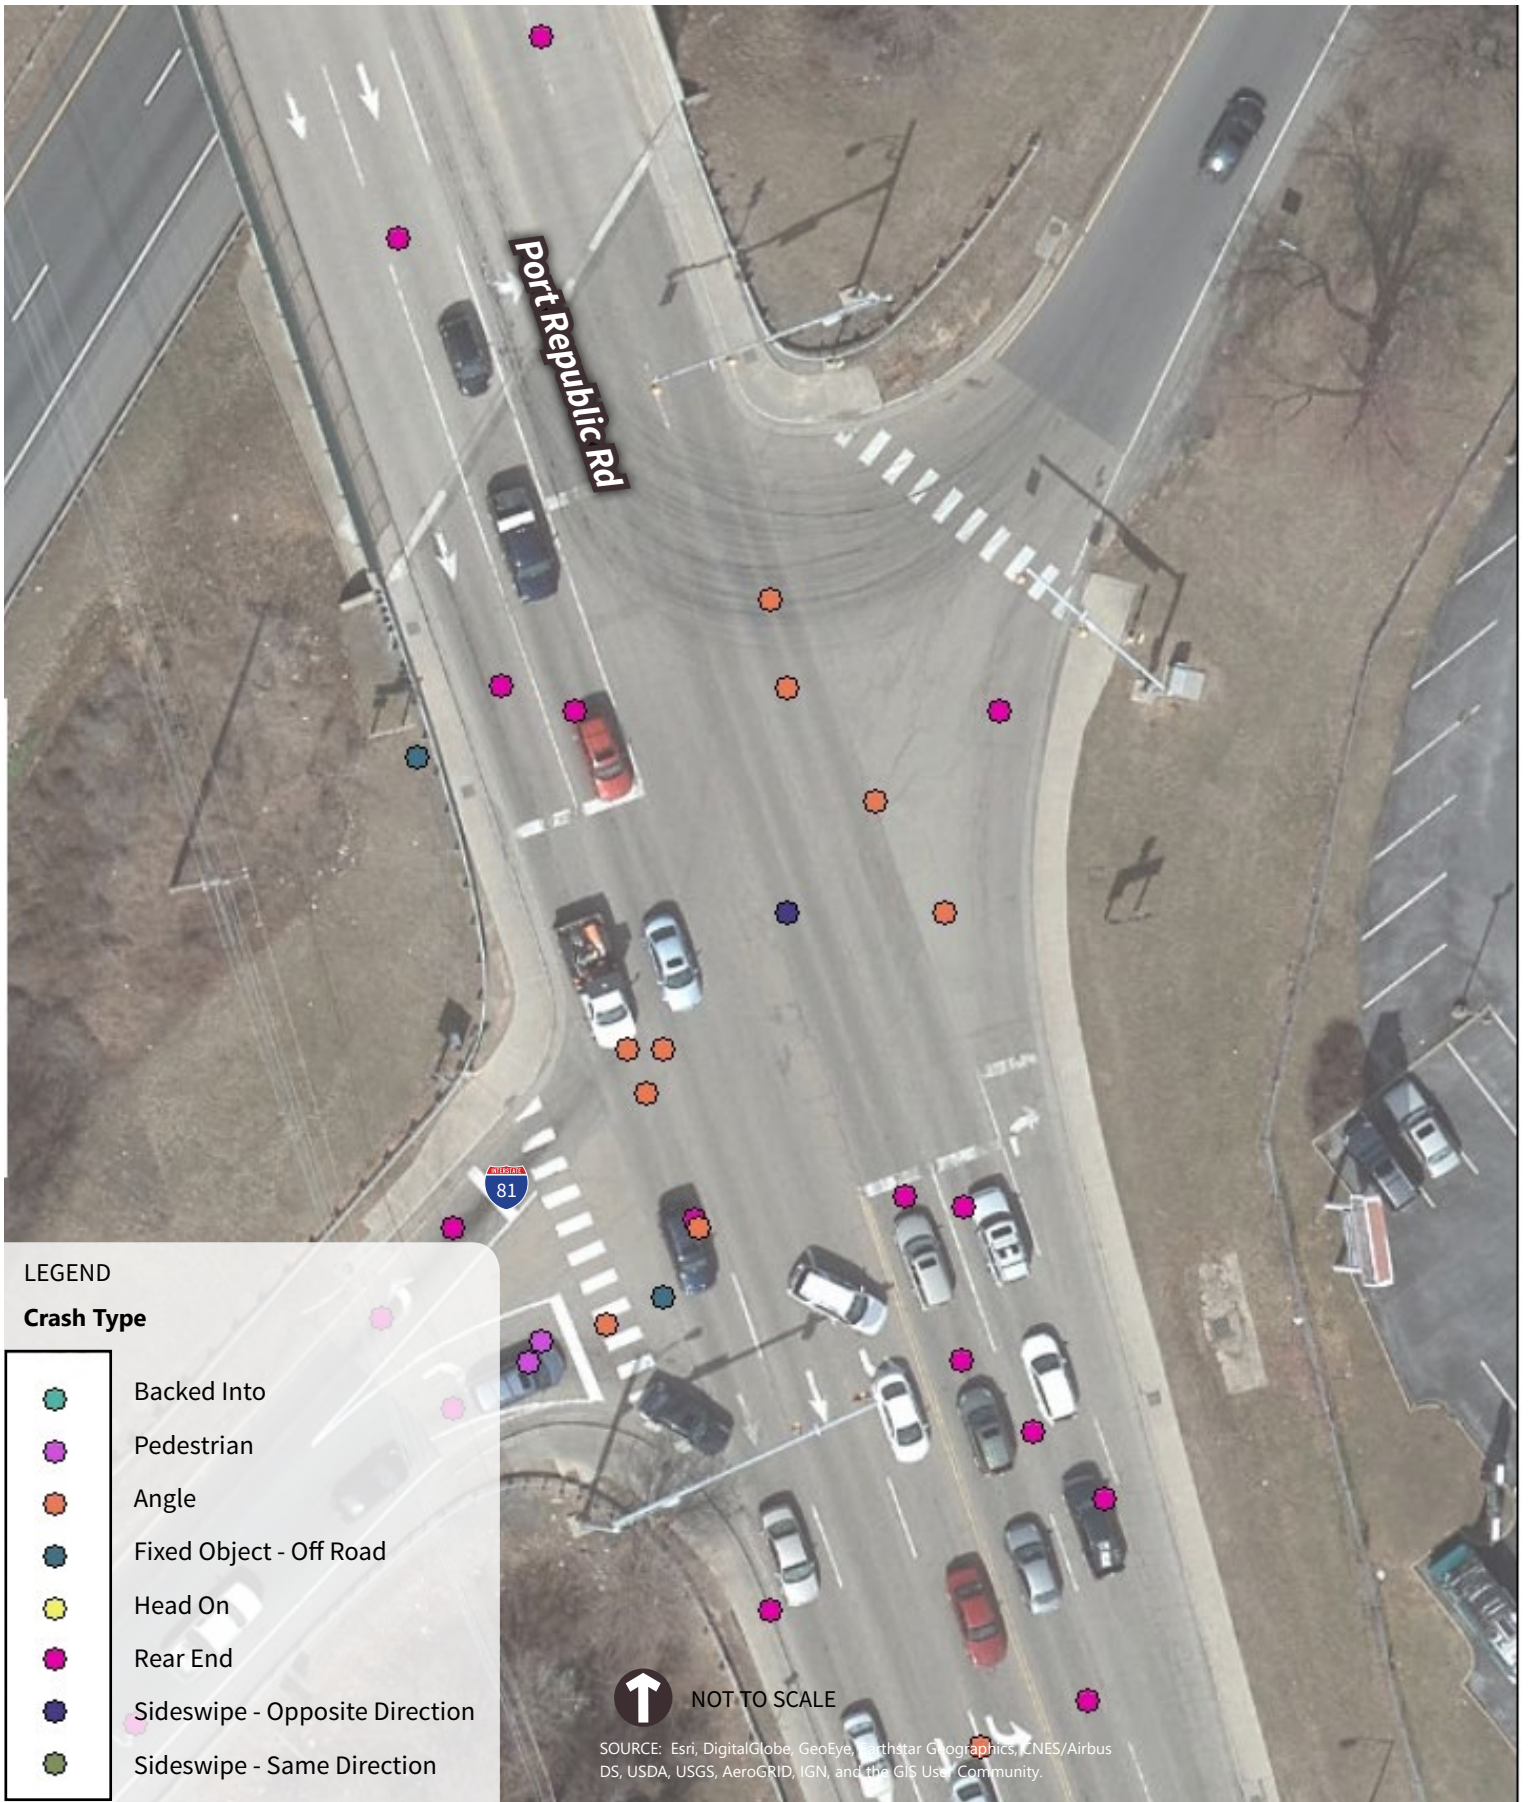 Port Republic Rd
INTERSTATE
81
LEGEND
Crash Type
Backed Into
Pedestrian
Angle
Fixed Object - Off Road
Head On
Rear End
Sideswipe - Opposite Direction
Sideswipe - Same Direction
NOT TO SCALE
SOURCE: Esri, DigitalGlobe, GeoEye, Earthstar Geographics, CNES/Airbus
DS, USDA, USGS, AeroGRID, IGN, and the GIS User Community.